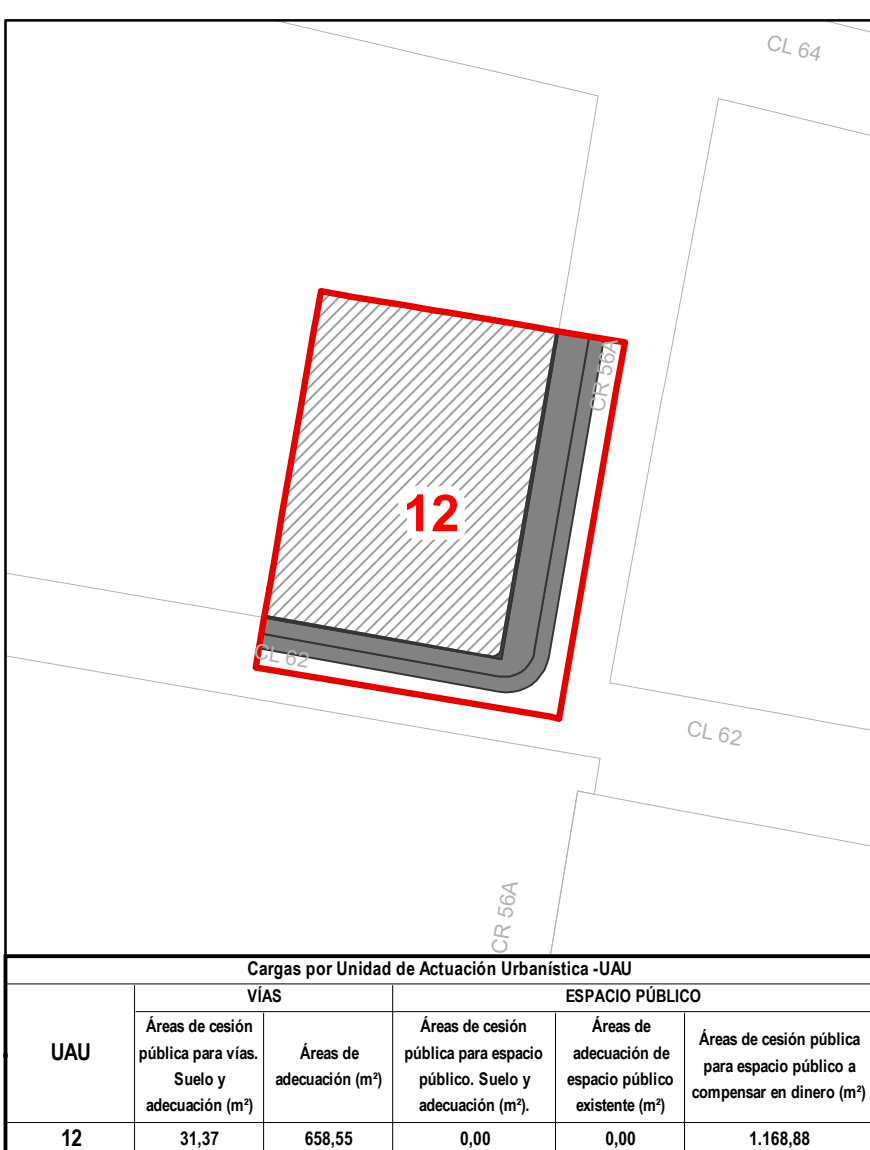 CL 64
CR 56A
12
CL 62
CL 62
CR 56A
Cargas por Unidad de Actuación Urbanística -UAU
UAU
VÍAS
ESPACIO PÚBLICO
Áreas de cesión
pública para vías.
Suelo y
adecuación (m²)
Áreas de
adecuación (m²)
Áreas de cesión
pública para espacio
público. Suelo y
adecuación (m²).
Áreas de
adecuación de
espacio público
existente (m²)
Áreas de cesión pública
para espacio público a
compensar en dinero (m²)
12
31,37
658,55
0,00
0,00
1.168,88